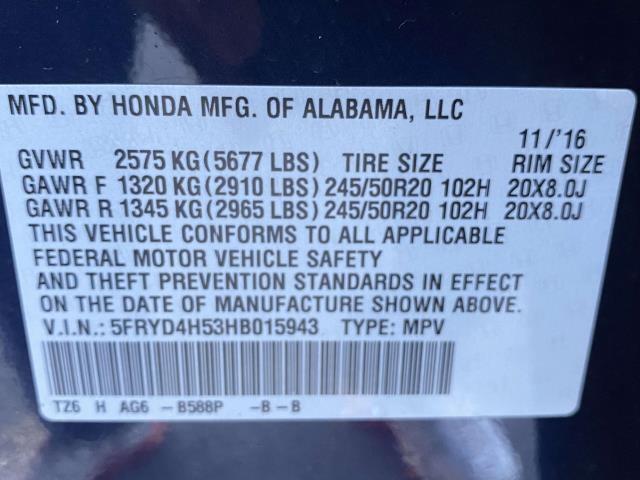 MFD. BY HONDA MFG. OF ALABAMA, LLC
11/'16
GVWR 2575 KG (5677 LBS) TIRE SIZE RIM SIZE
GAWR F 1320 KG (2910 LBS) 245/50R20 102H 20X8.0J
GAWR R 1345 KG (2965 LBS) 245/50R20 102H 20X8.0J
THIS VEHICLE CONFORMS TO ALL APPLICABLE
FEDERAL MOTOR VEHICLE SAFETY
AND THEFT PREVENTION STANDARDS IN EFFECT
ON THE DATE OF MANUFACTURE SHOWN ABOVE.
V.I.N.: 5FRYD4H53HB015943 TYPE: MPV
TZ6 H AG6 -B588P -B-B